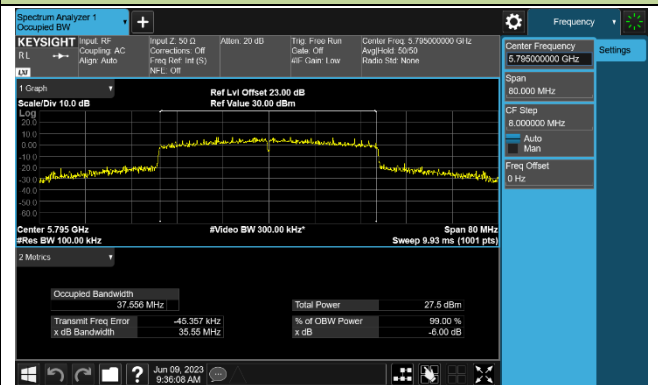 Spectrum Analyzer 1
Occupied BW
+
Frequency
KEYSIGHT
RL
LXI
Input: RF
Coupling: AC
Align: Auto
Input Z: 50 Ω
Corrections: Off
Freq Ref: Int (S)
NFE: Off
Atten: 20 dB
Trig: Free Run
Gate: Off
#IF Gain: Low
Center Freq: 5.795000000 GHz
Avg|Hold: 50/50
Radio Std: None
Center Frequency
5.795000000 GHz
Settings
Span
80.000 MHz
CF Step
8.000000 MHz
Auto
Man
Freq Offset
0 Hz
1 Graph
Scale/Div 10.0 dB
Ref Lvl Offset 23.00 dB
Ref Value 30.00 dBm
Log
20.0
10.0
0.00
-10.0
-20.0
-30.0
-40.0
-50.0
-60.0
Center 5.795 GHz
#Video BW 300.00 kHz*
Span 80 MHz
#Res BW 100.00 kHz
Sweep 9.93 ms (1001 pts)
2 Metrics
Occupied Bandwidth
37.556 MHz
Total Power 27.5 dBm
Transmit Freq Error -45.357 kHz
% of OBW Power 99.00 %
x dB Bandwidth 35.55 MHz
x dB -6.00 dB
?
Jun 09, 2023
9:36:08 AM